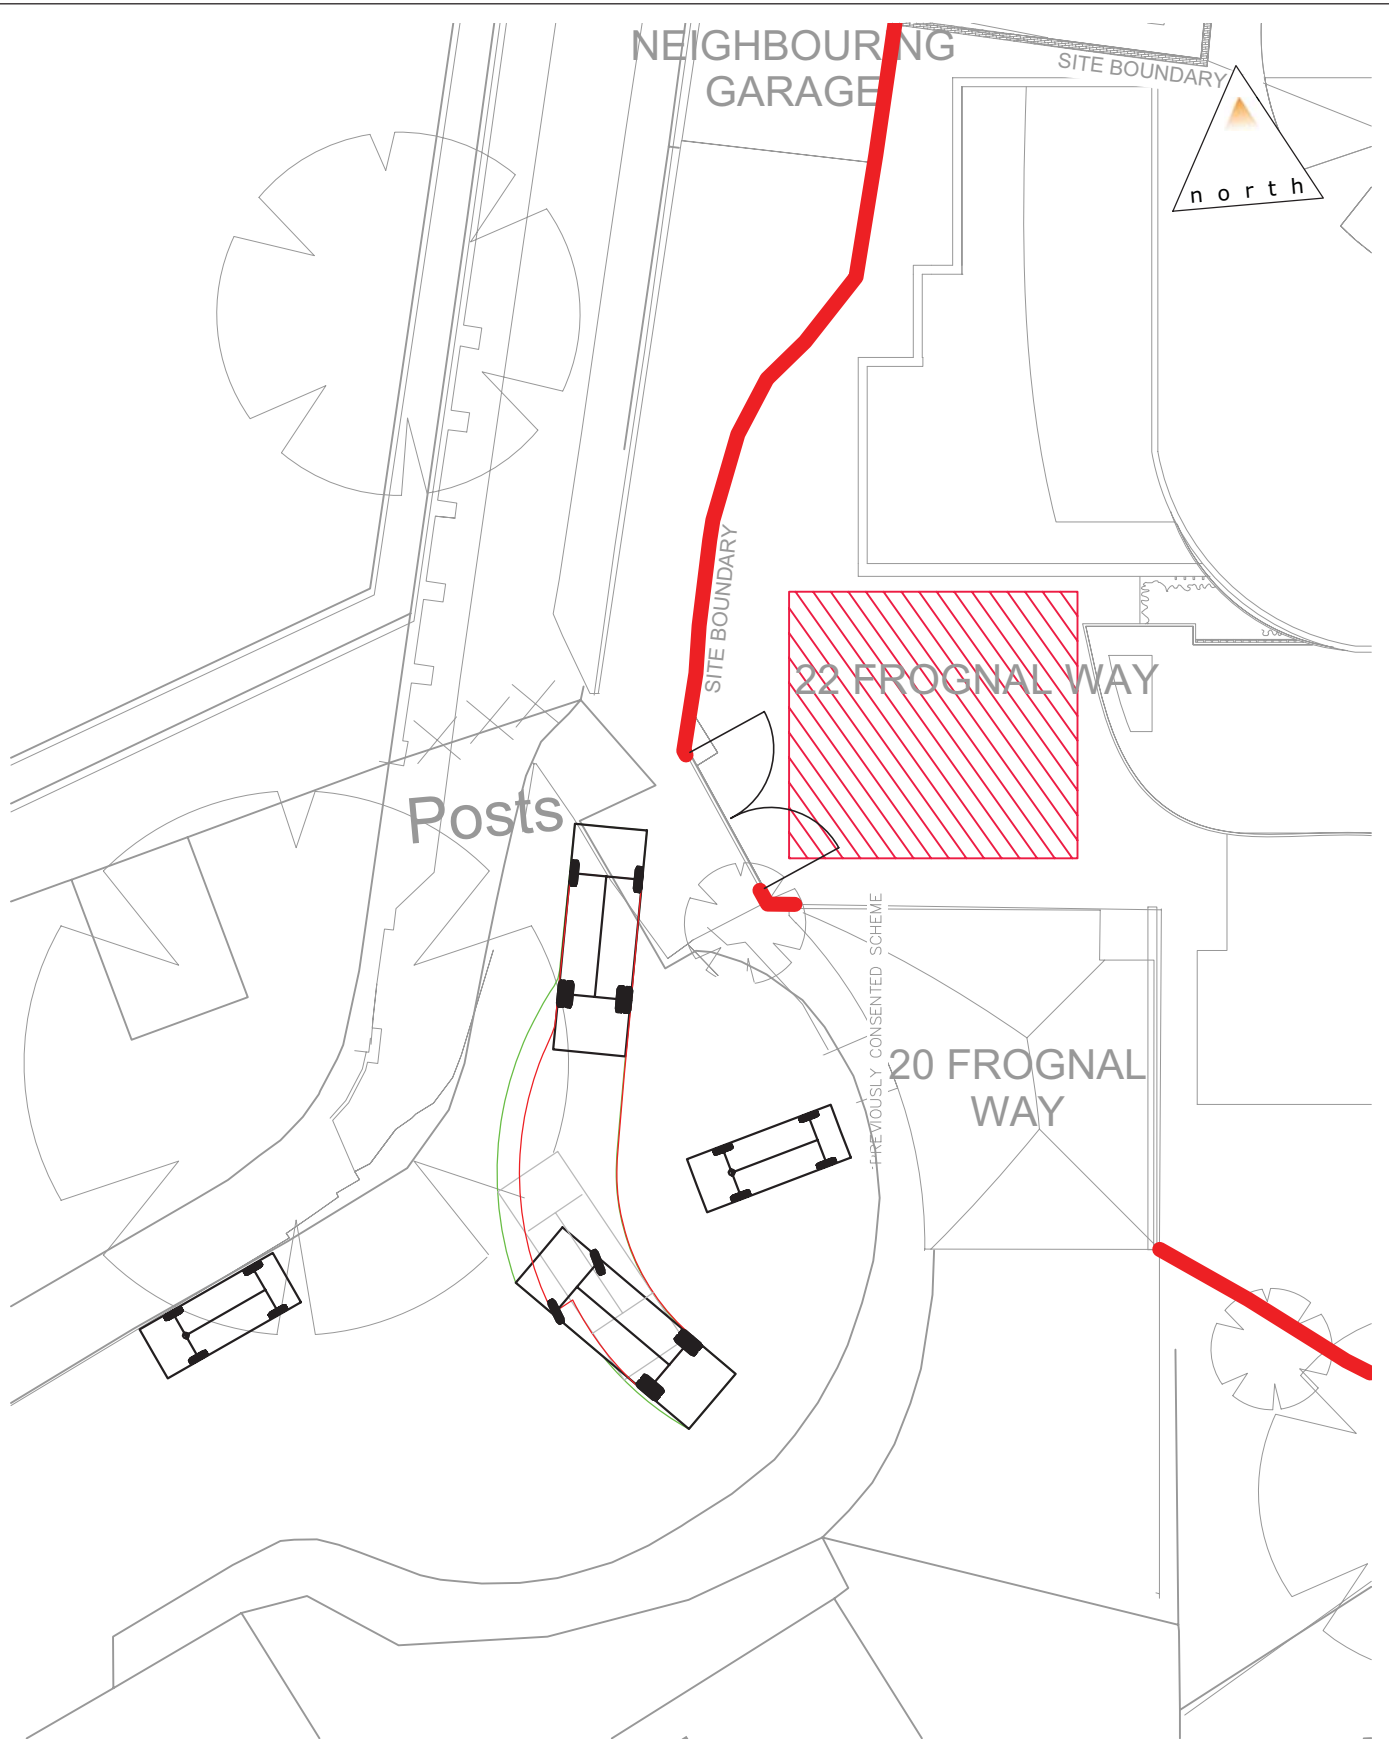 NEIGHBOURING
GARAGE
SITE BOUNDARY
north
SITE BOUNDARY
22 FROGNAL WAY
Posts
PREVIOUSLY CONSENTED SCHEME
20 FROGNAL
WAY